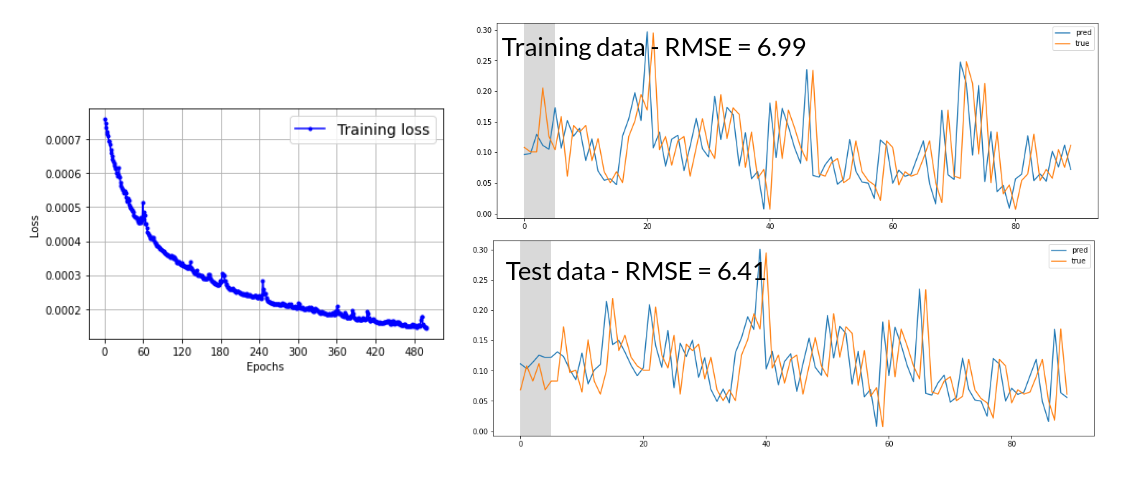 Training loss
0.0007
0.0006
0.0005
0.0004
0.0003
0.0002
Loss
0 60 120 180 240 300 360 420 480
Epochs
Training data - RMSE = 6.99
pred
true
0.30
0.25
0.20
0.15
0.10
0.05
0.00
0 20 40 60 80
Test data - RMSE = 6.41
pred
true
0.30
0.25
0.20
0.15
0.10
0.05
0.00
0 20 40 60 80